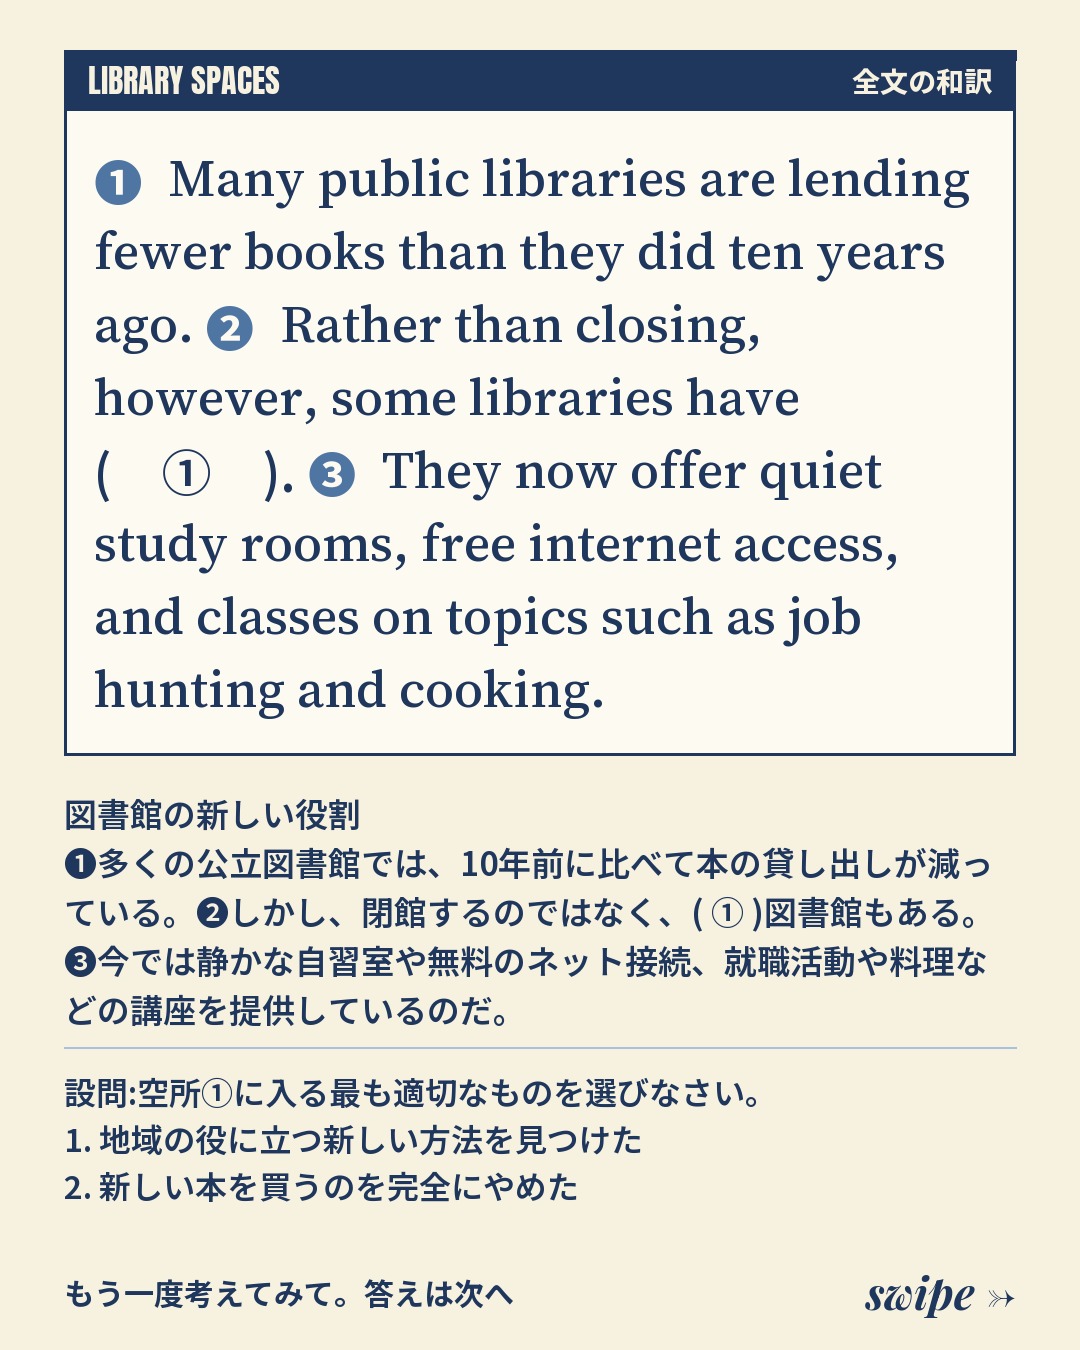 LIBRARY SPACES
全文の和訳
❶ Many public libraries are lending
fewer books than they did ten years
ago. ❷ Rather than closing,
however, some libraries have
( ① ). ❸ They now offer quiet
study rooms, free internet access,
and classes on topics such as job
hunting and cooking.
図書館の新しい役割
❶多くの公立図書館では、10年前に比べて本の貸し出しが減っ
ている。❷しかし、閉館するのではなく、( ① )図書館もある。
❸今では静かな自習室や無料のネット接続、就職活動や料理な
どの講座を提供しているのだ。
設問:空所①に入る最も適切なものを選びなさい。
1. 地域の役に立つ新しい方法を見つけた
2. 新しい本を買うのを完全にやめた
もう一度考えてみて。答えは次へ
swipe